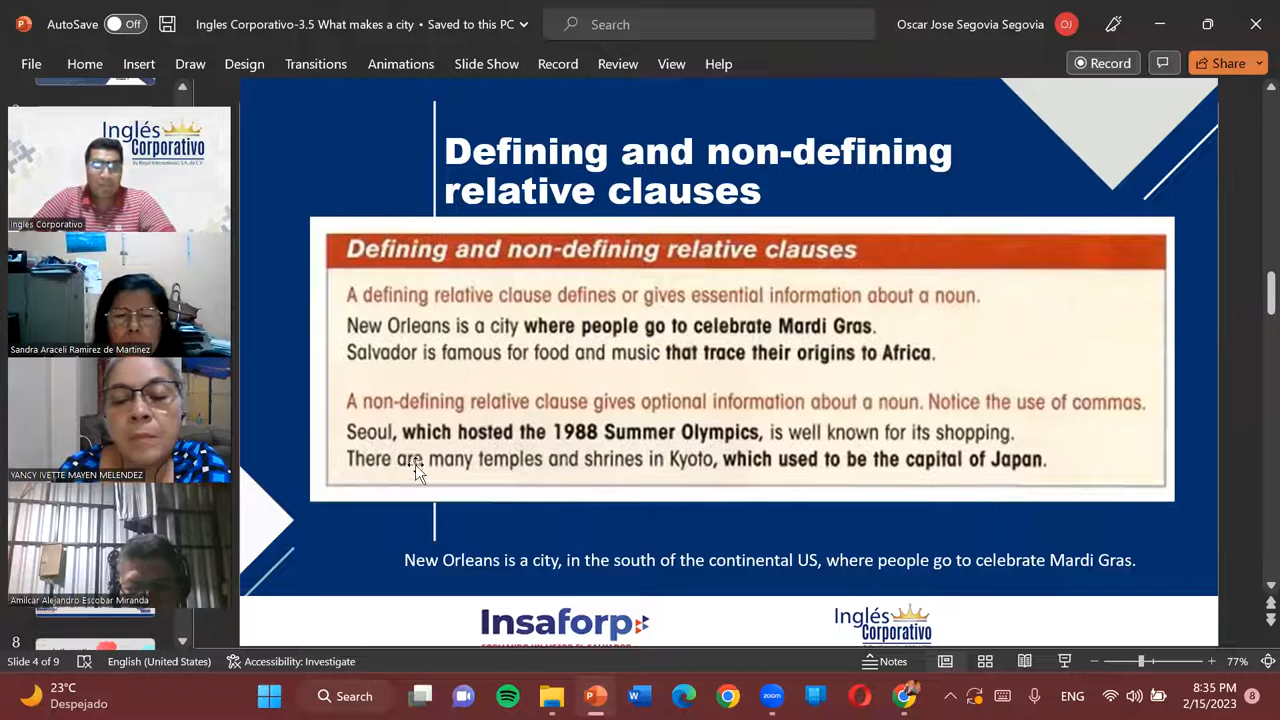 AutoSave Off Ingles Corporativo-3.5 What makes a city • Saved to this PC Search Oscar Jose Segovia Segovia OJ
File Home Insert Draw Design Transitions Animations Slide Show Record Review View Help Record Share
Inglés
Corporativo
Inglés Corporativo
Sandra Araceli Ramirez de Martinez
YANCY IVETTE MAYEN MELENDEZ
Amilcar Alejandro Escobar Miranda
8
Defining and non-defining
relative clauses
Defining and non-defining relative clauses
A defining relative clause defines or gives essential information about a noun.
New Orleans is a city where people go to celebrate Mardi Gras.
Salvador is famous for food and music that trace their origins to Africa.
A non-defining relative clause gives optional information about a noun. Notice the use of commas.
Seoul, which hosted the 1988 Summer Olympics, is well known for its shopping.
There are many temples and shrines in Kyoto, which used to be the capital of Japan.
New Orleans is a city, in the south of the continental US, where people go to celebrate Mardi Gras.
Insaforp
Inglés
Corporativo
Slide 4 of 9 English (United States) Accessibility: Investigate Notes 77%
23°C
Despejado
Search
ENG
8:35 PM
2/15/2023
8